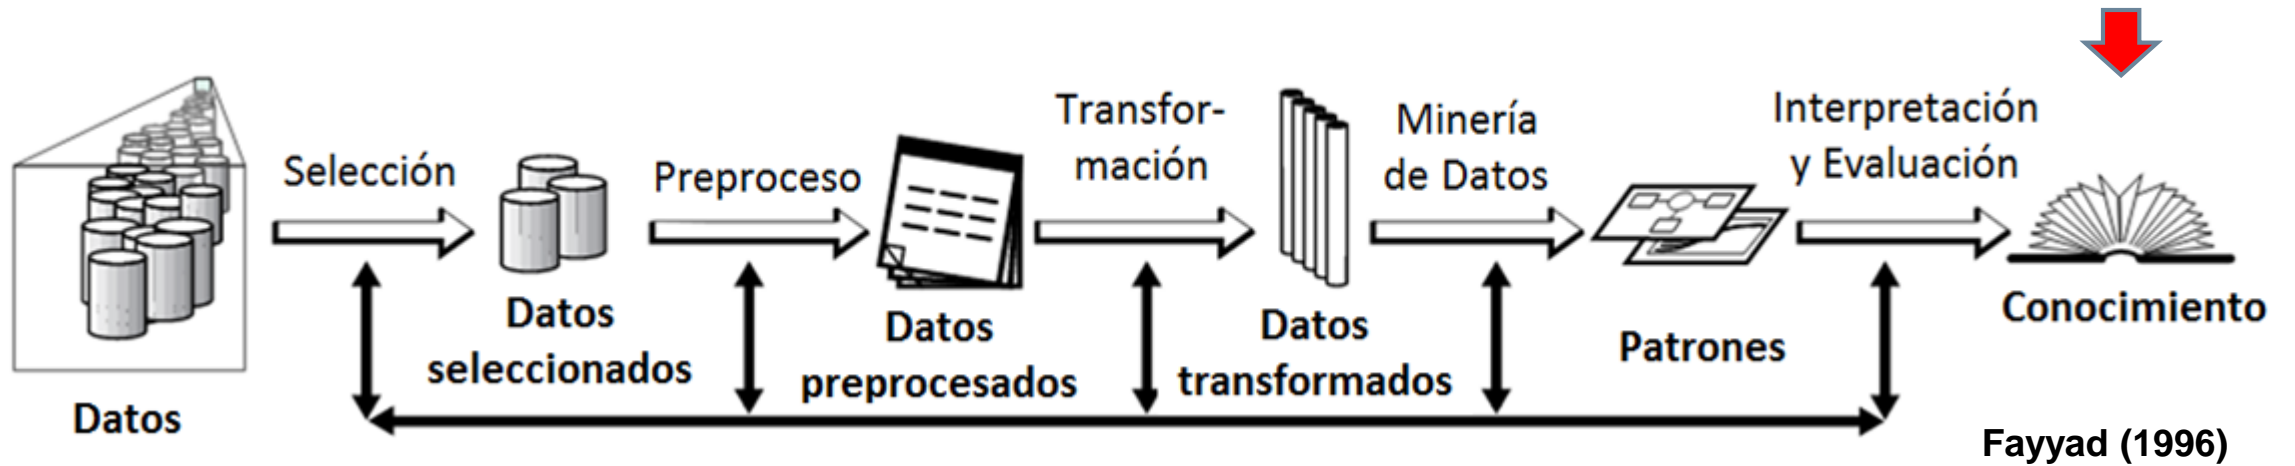 Datos
Selección
Datos
seleccionados
Preproceso
Datos
preprocesados
Transfor-
mación
Datos
transformados
Minería
de Datos
Patrones
Interpretación
y Evaluación
Conocimiento
Fayyad (1996)